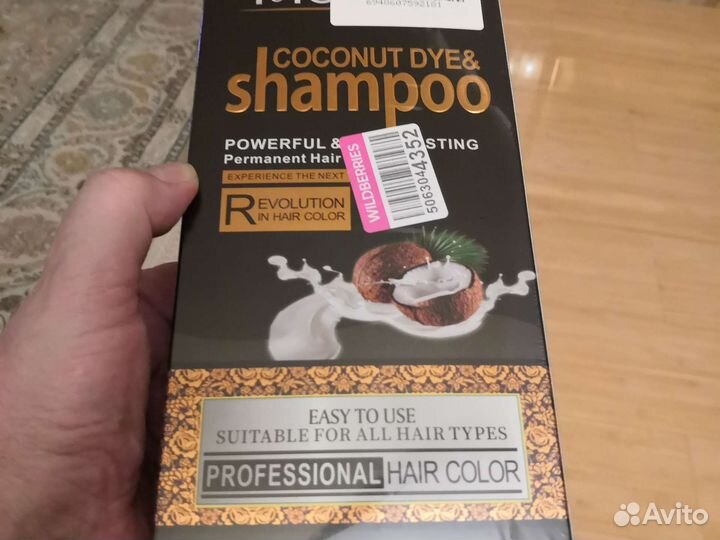 6940607592101
COCONUT DYE&
shampoo
POWERFUL & STING
Permanent Hair
EXPERIENCE THE NEXT
REVOLUTION
IN HAIR COLOR
WILDBERRIES
5063044352
EASY TO USE
SUITABLE FOR ALL HAIR TYPES
PROFESSIONAL HAIR COLOR
Avito